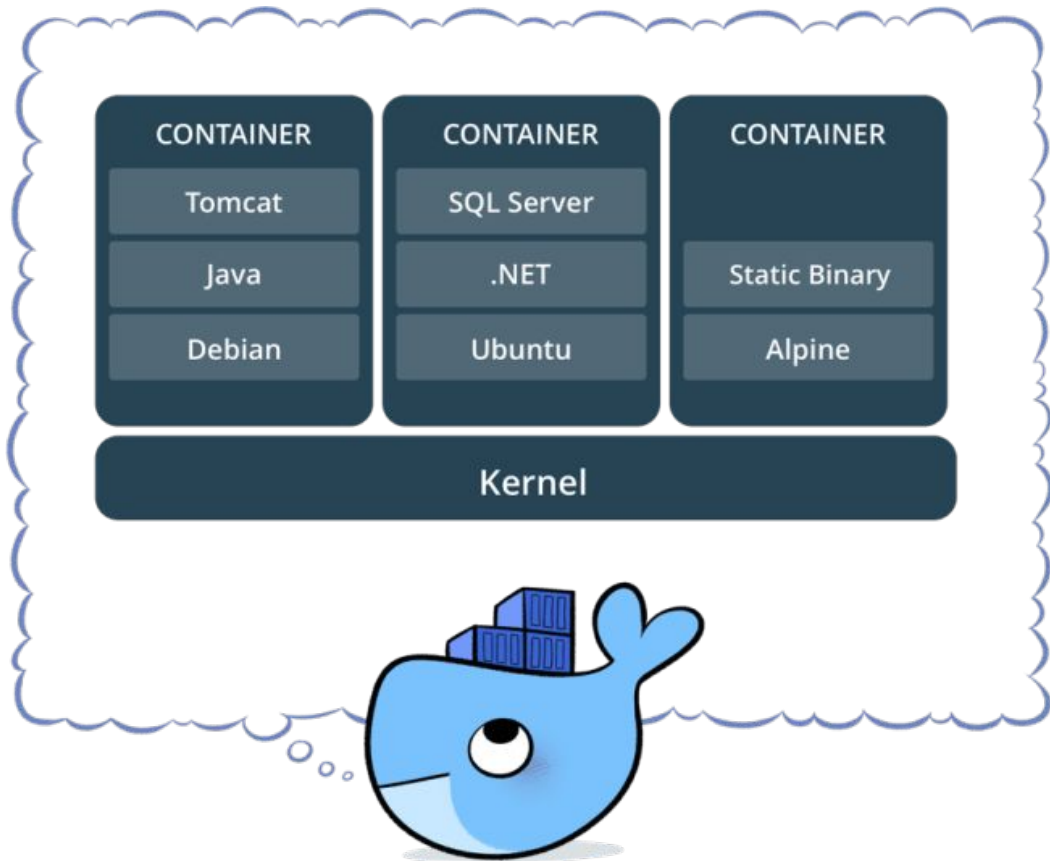 CONTAINER
Tomcat
Java
Debian
CONTAINER
SQL Server
.NET
Ubuntu
CONTAINER
Static Binary
Alpine
Kernel